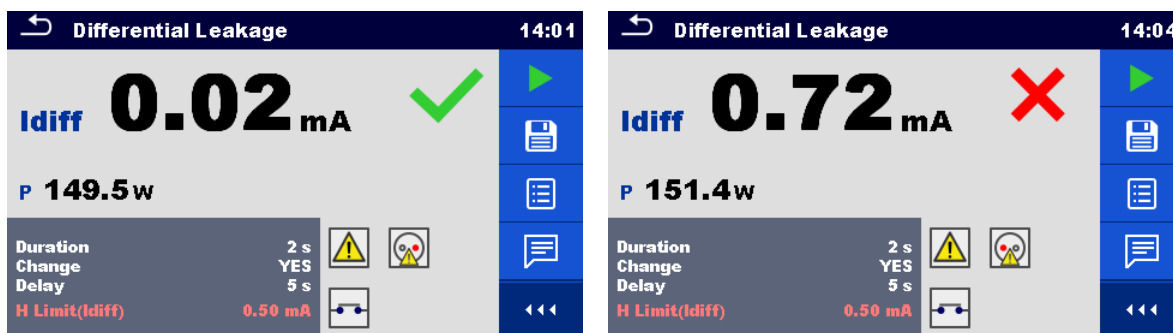 Differential Leakage 14:01
Idiff 0.02 mA
P 149.5 W
Duration 2 s
Change YES
Delay 5 s
H Limit(Idiff) 0.50 mA
Differential Leakage 14:04
Idiff 0.72 mA
P 151.4 W
Duration 2 s
Change YES
Delay 5 s
H Limit(Idiff) 0.50 mA